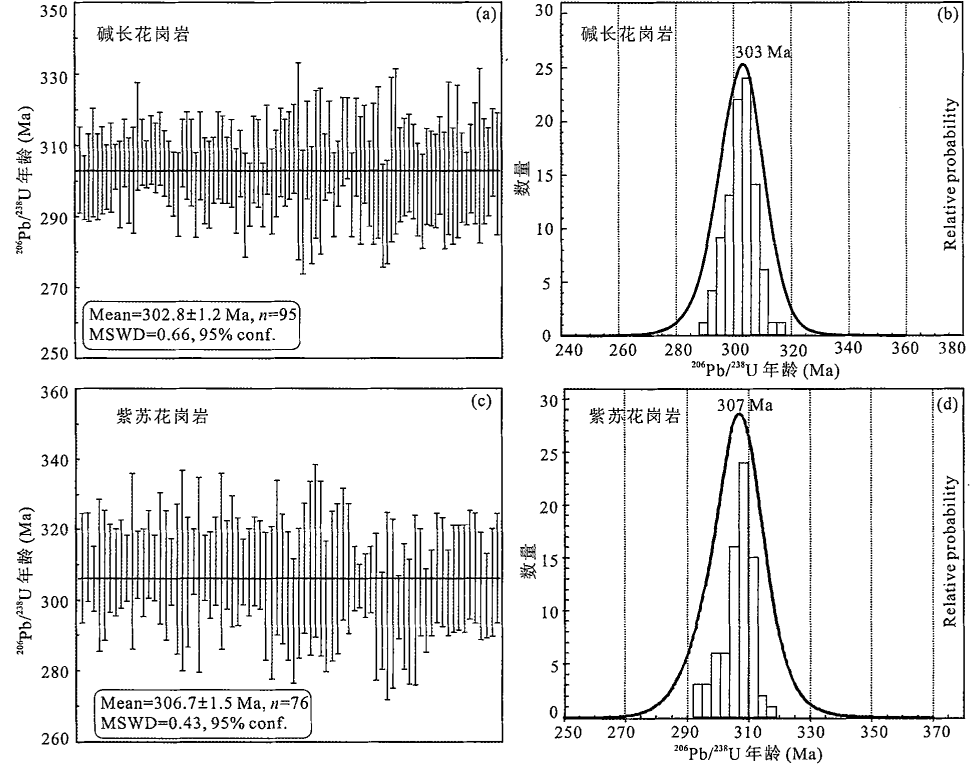 (a)
碱长花岗岩
350
330
310
290
270
250
²⁰⁶Pb/²³⁸U 年龄 (Ma)
Mean=302.8±1.2 Ma, n=95
MSWD=0.66, 95% conf.
(b)
碱长花岗岩
303 Ma
30
25
20
15
10
5
0
数量
Relative probability
240 260 280 300 320 340 360 380
²⁰⁶Pb/²³⁸U 年龄 (Ma)
(c)
紫苏花岗岩
360
340
320
300
280
260
²⁰⁶Pb/²³⁸U 年龄 (Ma)
Mean=306.7±1.5 Ma, n=76
MSWD=0.43, 95% conf.
(d)
紫苏花岗岩
307 Ma
30
25
20
15
10
5
0
数量
Relative probability
250 270 290 310 330 350 370
²⁰⁶Pb/²³⁸U 年龄 (Ma)